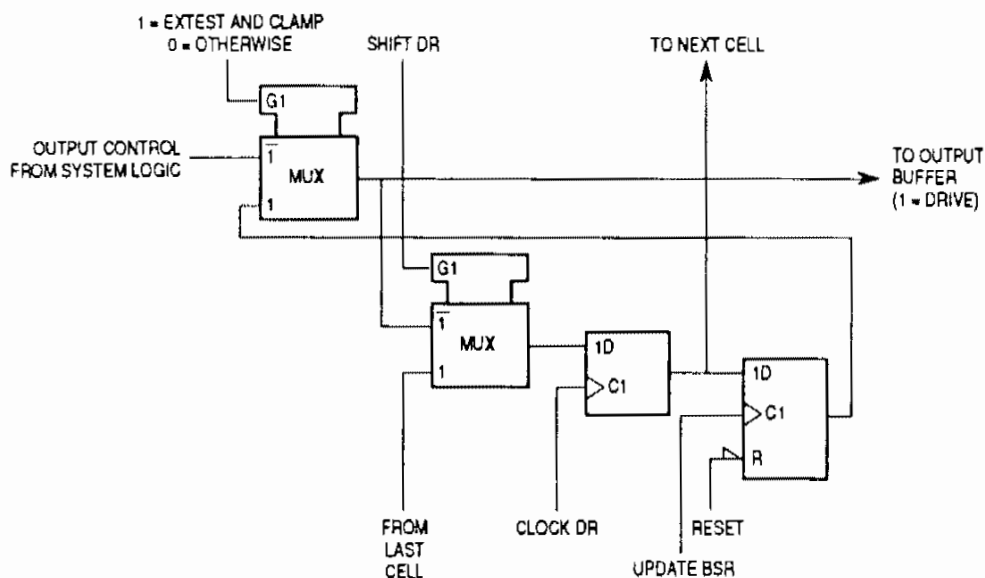 1 = EXTEST AND CLAMP
0 = OTHERWISE
SHIFT DR
TO NEXT CELL
G1
OUTPUT CONTROL
FROM SYSTEM LOGIC
1
MUX
1
TO OUTPUT
BUFFER
(1 = DRIVE)
G1
1
MUX
1
1D
C1
1D
C1
R
FROM
LAST
CELL
CLOCK DR
RESET
UPDATE BSR